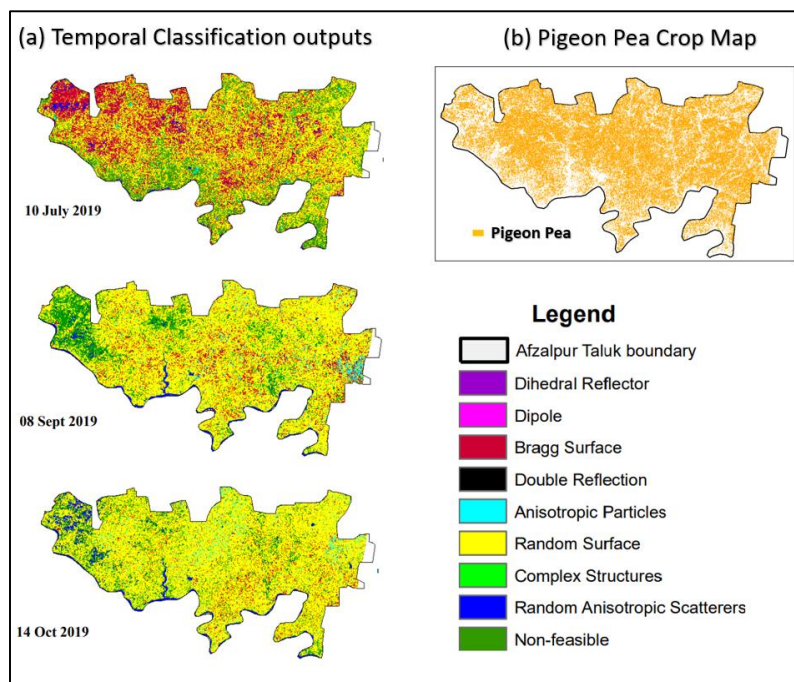 (a) Temporal Classification outputs
10 July 2019
08 Sept 2019
14 Oct 2019
(b) Pigeon Pea Crop Map
Pigeon Pea
Legend
Afzalpur Taluk boundary
Dihedral Reflector
Dipole
Bragg Surface
Double Reflection
Anisotropic Particles
Random Surface
Complex Structures
Random Anisotropic Scatterers
Non-feasible